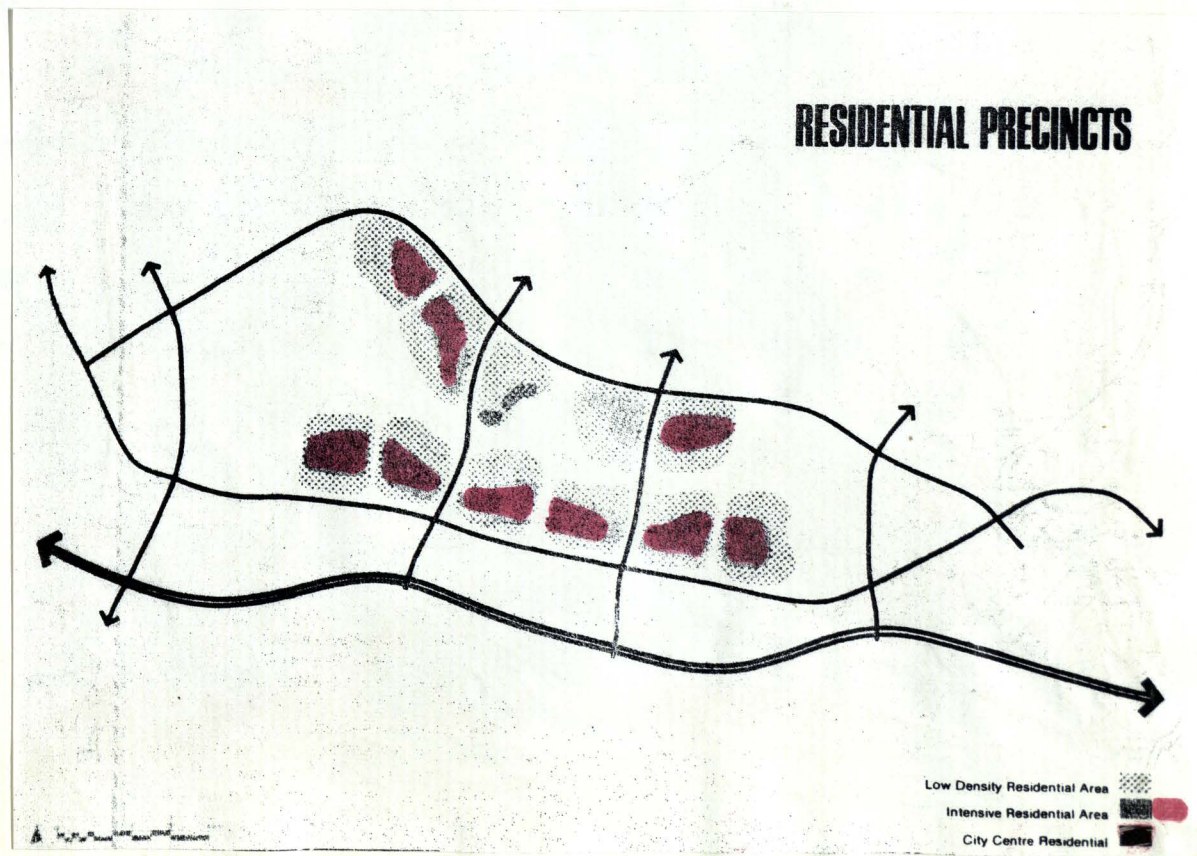 RESIDENTIAL PRECINCTS
Low Density Residential Area
Intensive Residential Area
City Centre Residential